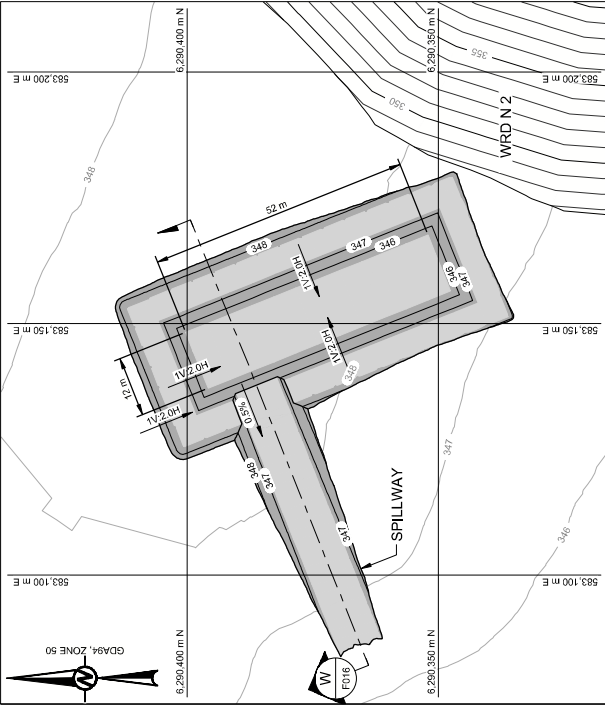 6,290,400 m N
6,290,350 m N
583,200 m E
583,200 m E
355
350
WRD N 2
348
52 m
348
347
346
1V:2.0H
346
347
583,150 m E
583,150 m E
1V:2.0H
1V:2.0H
12 m
1V:2.0H
348
0.5%
348
347
347
347
SPILLWAY
346
583,100 m E
583,100 m E
GDA94, ZONE 50
N
6,290,400 m N
6,290,350 m N
W
F016